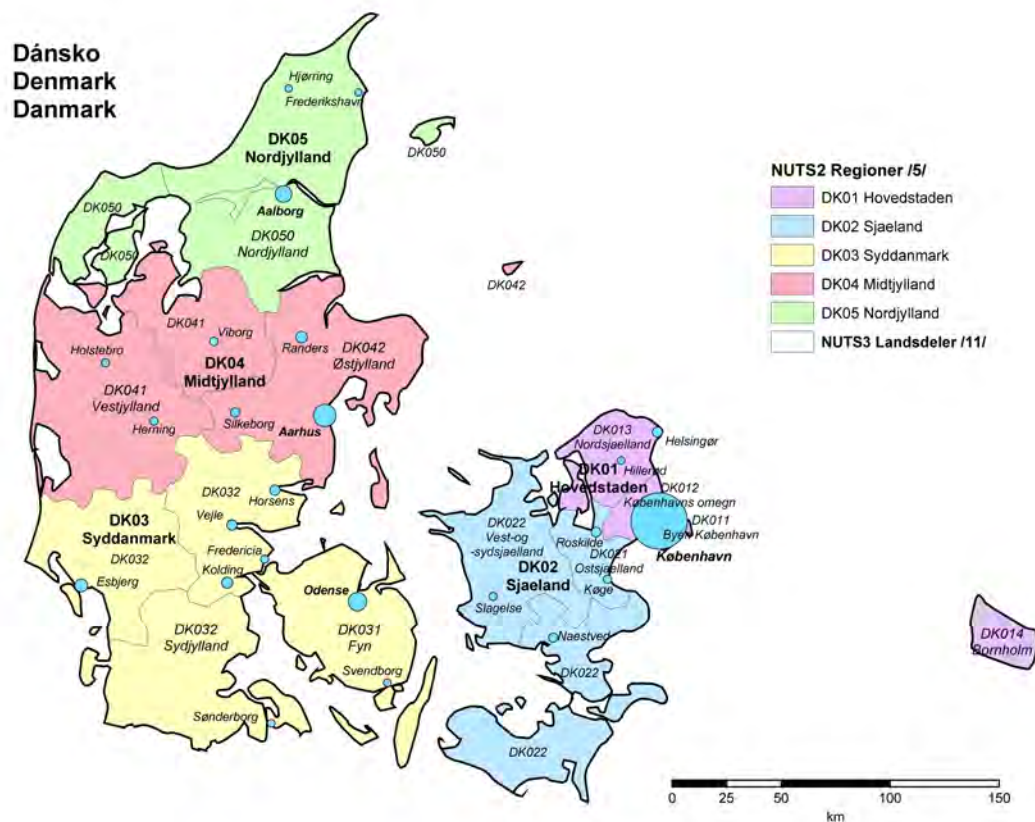 Dánsko
Denmark
Danmark
Hjørring
Frederikshavn
DK05
Nordjylland
DK050
DK050
Aalborg
DK050
DK050
Nordjylland
NUTS2 Regioner /5/
DK01 Hovedstaden
DK02 Sjaeland
DK03 Syddanmark
DK04 Midtjylland
DK05 Nordjylland
NUTS3 Landsdeler /11/
DK042
DK041
Viborg
Randers
Holstebro
DK04
Midtjylland
DK042
Østjylland
DK041
Vestjylland
Herning
Silkeborg
Aarhus
DK013
Nordsjaelland
Helsingør
DK01
Hovedstaden
Hillerød
DK012
Københavns omegn
DK011
Byen København
København
DK032
Horsens
Vejle
DK03
Syddanmark
DK032
Fredericia
Kolding
Esbjerg
Odense
DK032
Sydjylland
DK031
Fyn
Svendborg
Sønderborg
DK022
Vest-og
-sydsjaelland
Roskilde
DK021
Ostsjaelland
DK02
Sjaeland
Køge
Slagelse
Naestved
DK022
DK022
DK014
Bornholm
0 25 50 100 150
km